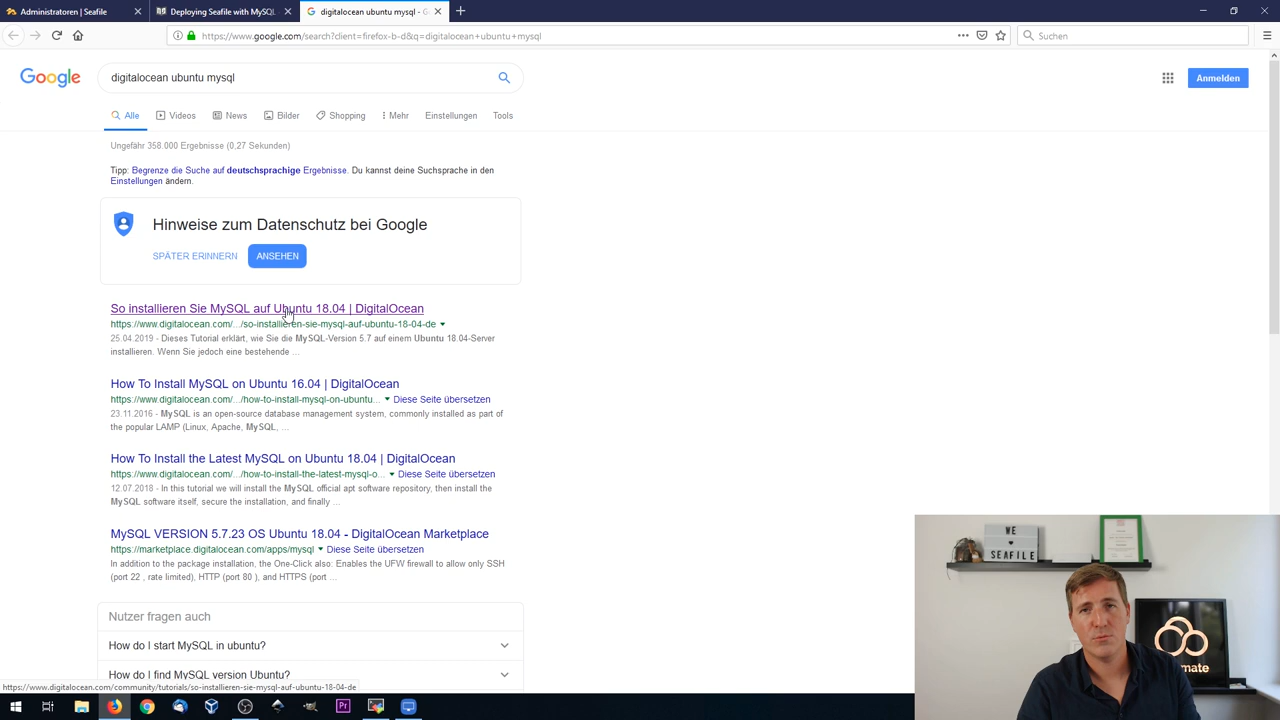 Administratoren | Seafile
Deploying Seafile with MySQL
digitalocean ubuntu mysql - G
https://www.google.com/search?client=firefox-b-d&q=digitalocean+ubuntu+mysql
Suchen
Google
digitalocean ubuntu mysql
Anmelden
Alle
Videos
News
Bilder
Shopping
Mehr
Einstellungen
Tools
Ungefähr 358.000 Ergebnisse (0,27 Sekunden)
Tipp: Begrenze die Suche auf deutschsprachige Ergebnisse. Du kannst deine Suchsprache in den
Einstellungen ändern.
Hinweise zum Datenschutz bei Google
SPÄTER ERINNERN
ANSEHEN
So installieren Sie MySQL auf Ubuntu 18.04 | DigitalOcean
https://www.digitalocean.com/.../so-installieren-sie-mysql-auf-ubuntu-18-04-de
25.04.2019 - Dieses Tutorial erklärt, wie Sie die MySQL-Version 5.7 auf einem Ubuntu 18.04-Server
installieren. Wenn Sie jedoch eine bestehende ...
How To Install MySQL on Ubuntu 16.04 | DigitalOcean
https://www.digitalocean.com/.../how-to-install-mysql-on-ubuntu... Diese Seite übersetzen
23.11.2016 - MySQL is an open-source database management system, commonly installed as part of
the popular LAMP (Linux, Apache, MySQL, ...
How To Install the Latest MySQL on Ubuntu 18.04 | DigitalOcean
https://www.digitalocean.com/.../how-to-install-the-latest-mysql-o... Diese Seite übersetzen
12.07.2018 - In this tutorial we will install the MySQL official apt software repository, then install the
MySQL software itself, secure the installation, and finally ...
MySQL VERSION 5.7.23 OS Ubuntu 18.04 - DigitalOcean Marketplace
https://marketplace.digitalocean.com/apps/mysql Diese Seite übersetzen
In addition to the package installation, the One-Click also: Enables the UFW firewall to allow only SSH
(port 22 , rate limited), HTTP (port 80 ), and HTTPS (port ...
Nutzer fragen auch
How do I start MySQL in ubuntu?
How do I find mySQL version Ubuntu?
https://www.digitalocean.com/community/tutorials/so-installieren-sie-mysql-auf-ubuntu-18-04-de
WE
SEAFILE
mate
Pr